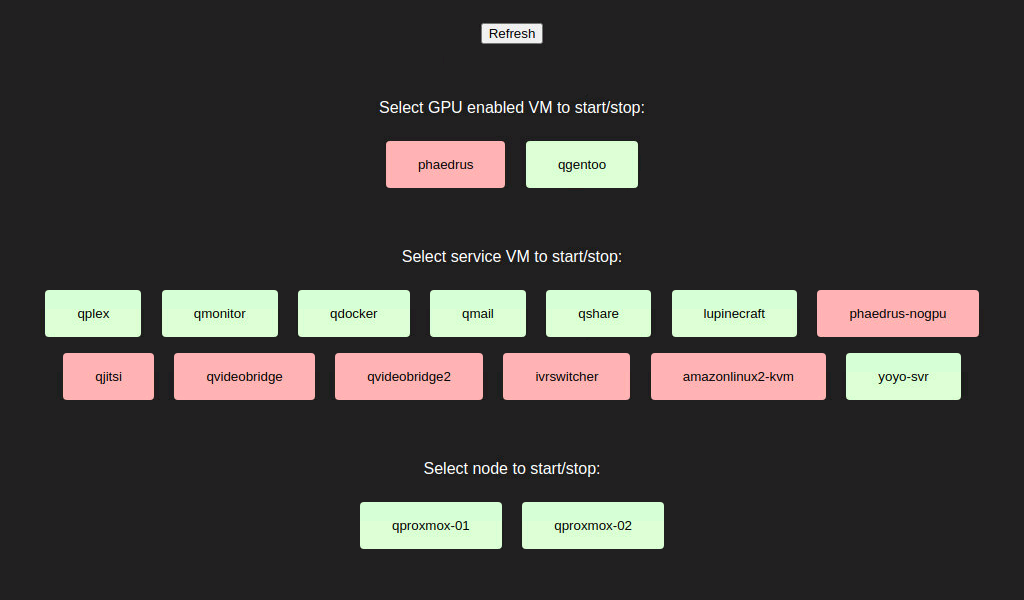 Refresh
Select GPU enabled VM to start/stop:
phaedrus qgentoo
Select service VM to start/stop:
qplex qmonitor qdocker qmail qshare lupinecraft phaedrus-nogpu
qjitsi qvideobridge qvideobridge2 ivrswitcher amazonlinux2-kvm yoyo-svr
Select node to start/stop:
qproxmox-01 qproxmox-02